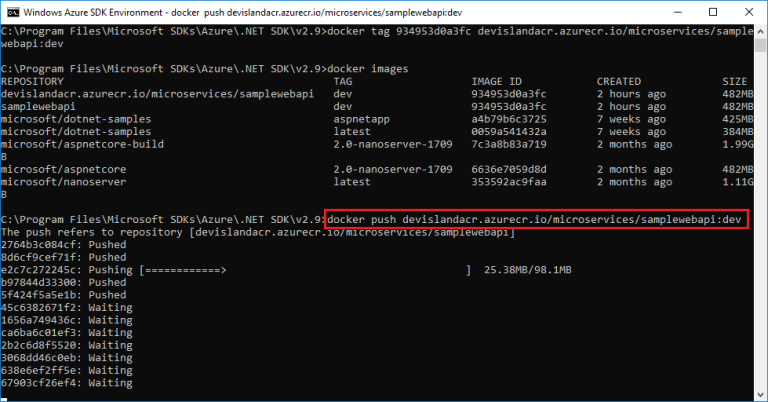 Windows Azure SDK Environment - docker  push devislandacr.azurecr.io/microservices/samplewebapi:dev
C:\Program Files\Microsoft SDKs\Azure\.NET SDK\v2.9>docker tag 934953d0a3fc devislandacr.azurecr.io/microservices/sample
webapi:dev
C:\Program Files\Microsoft SDKs\Azure\.NET SDK\v2.9>docker images
REPOSITORY TAG IMAGE ID CREATED SIZE
devislandacr.azurecr.io/microservices/samplewebapi dev 934953d0a3fc 2 hours ago 482MB
samplewebapi dev 934953d0a3fc 2 hours ago 482MB
microsoft/dotnet-samples aspnetapp a4b79b6c3725 7 weeks ago 425MB
microsoft/dotnet-samples latest 0059a541432a 7 weeks ago 384MB
microsoft/aspnetcore-build 2.0-nanoserver-1709 7c3a8b83a719 2 months ago 1.99G
B
microsoft/aspnetcore 2.0-nanoserver-1709 6636e7059d8d 2 months ago 482MB
microsoft/nanoserver latest 353592ac9faa 2 months ago 1.11G
B
C:\Program Files\Microsoft SDKs\Azure\.NET SDK\v2.9>docker push devislandacr.azurecr.io/microservices/samplewebapi:dev
The push refers to repository [devislandacr.azurecr.io/microservices/samplewebapi]
2764b3c084cf: Pushed
8d6cf9cef71f: Pushed
e2c7c272245c: Pushing [============>                                      ]  25.38MB/98.1MB
b97844d33300: Pushed
5f424f5a5e1b: Pushed
45c6382671f2: Waiting
1656a749436c: Waiting
ca6ba6c01ef3: Waiting
2b2c6d8f5520: Waiting
3068dd46c0eb: Waiting
638e6ef2ff5e: Waiting
67903cf26ef4: Waiting